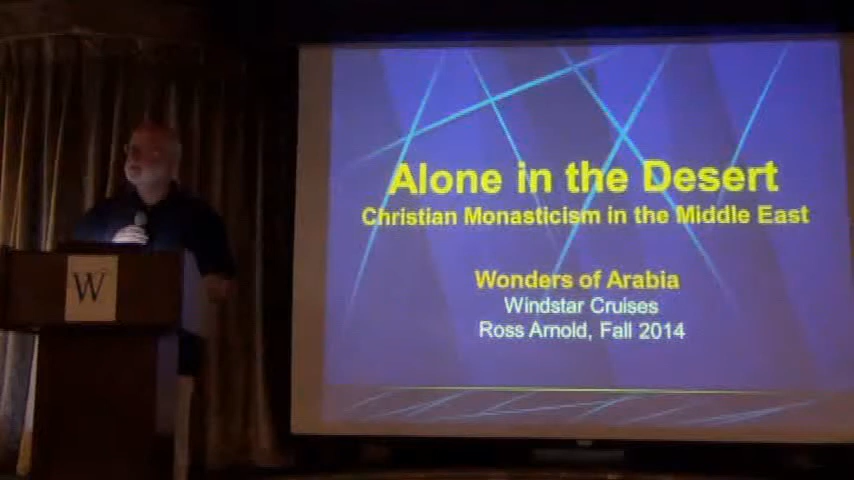 Alone in the Desert
Christian Monasticism in the Middle East
Wonders of Arabia
Windstar Cruises
Ross Arnold, Fall 2014
W